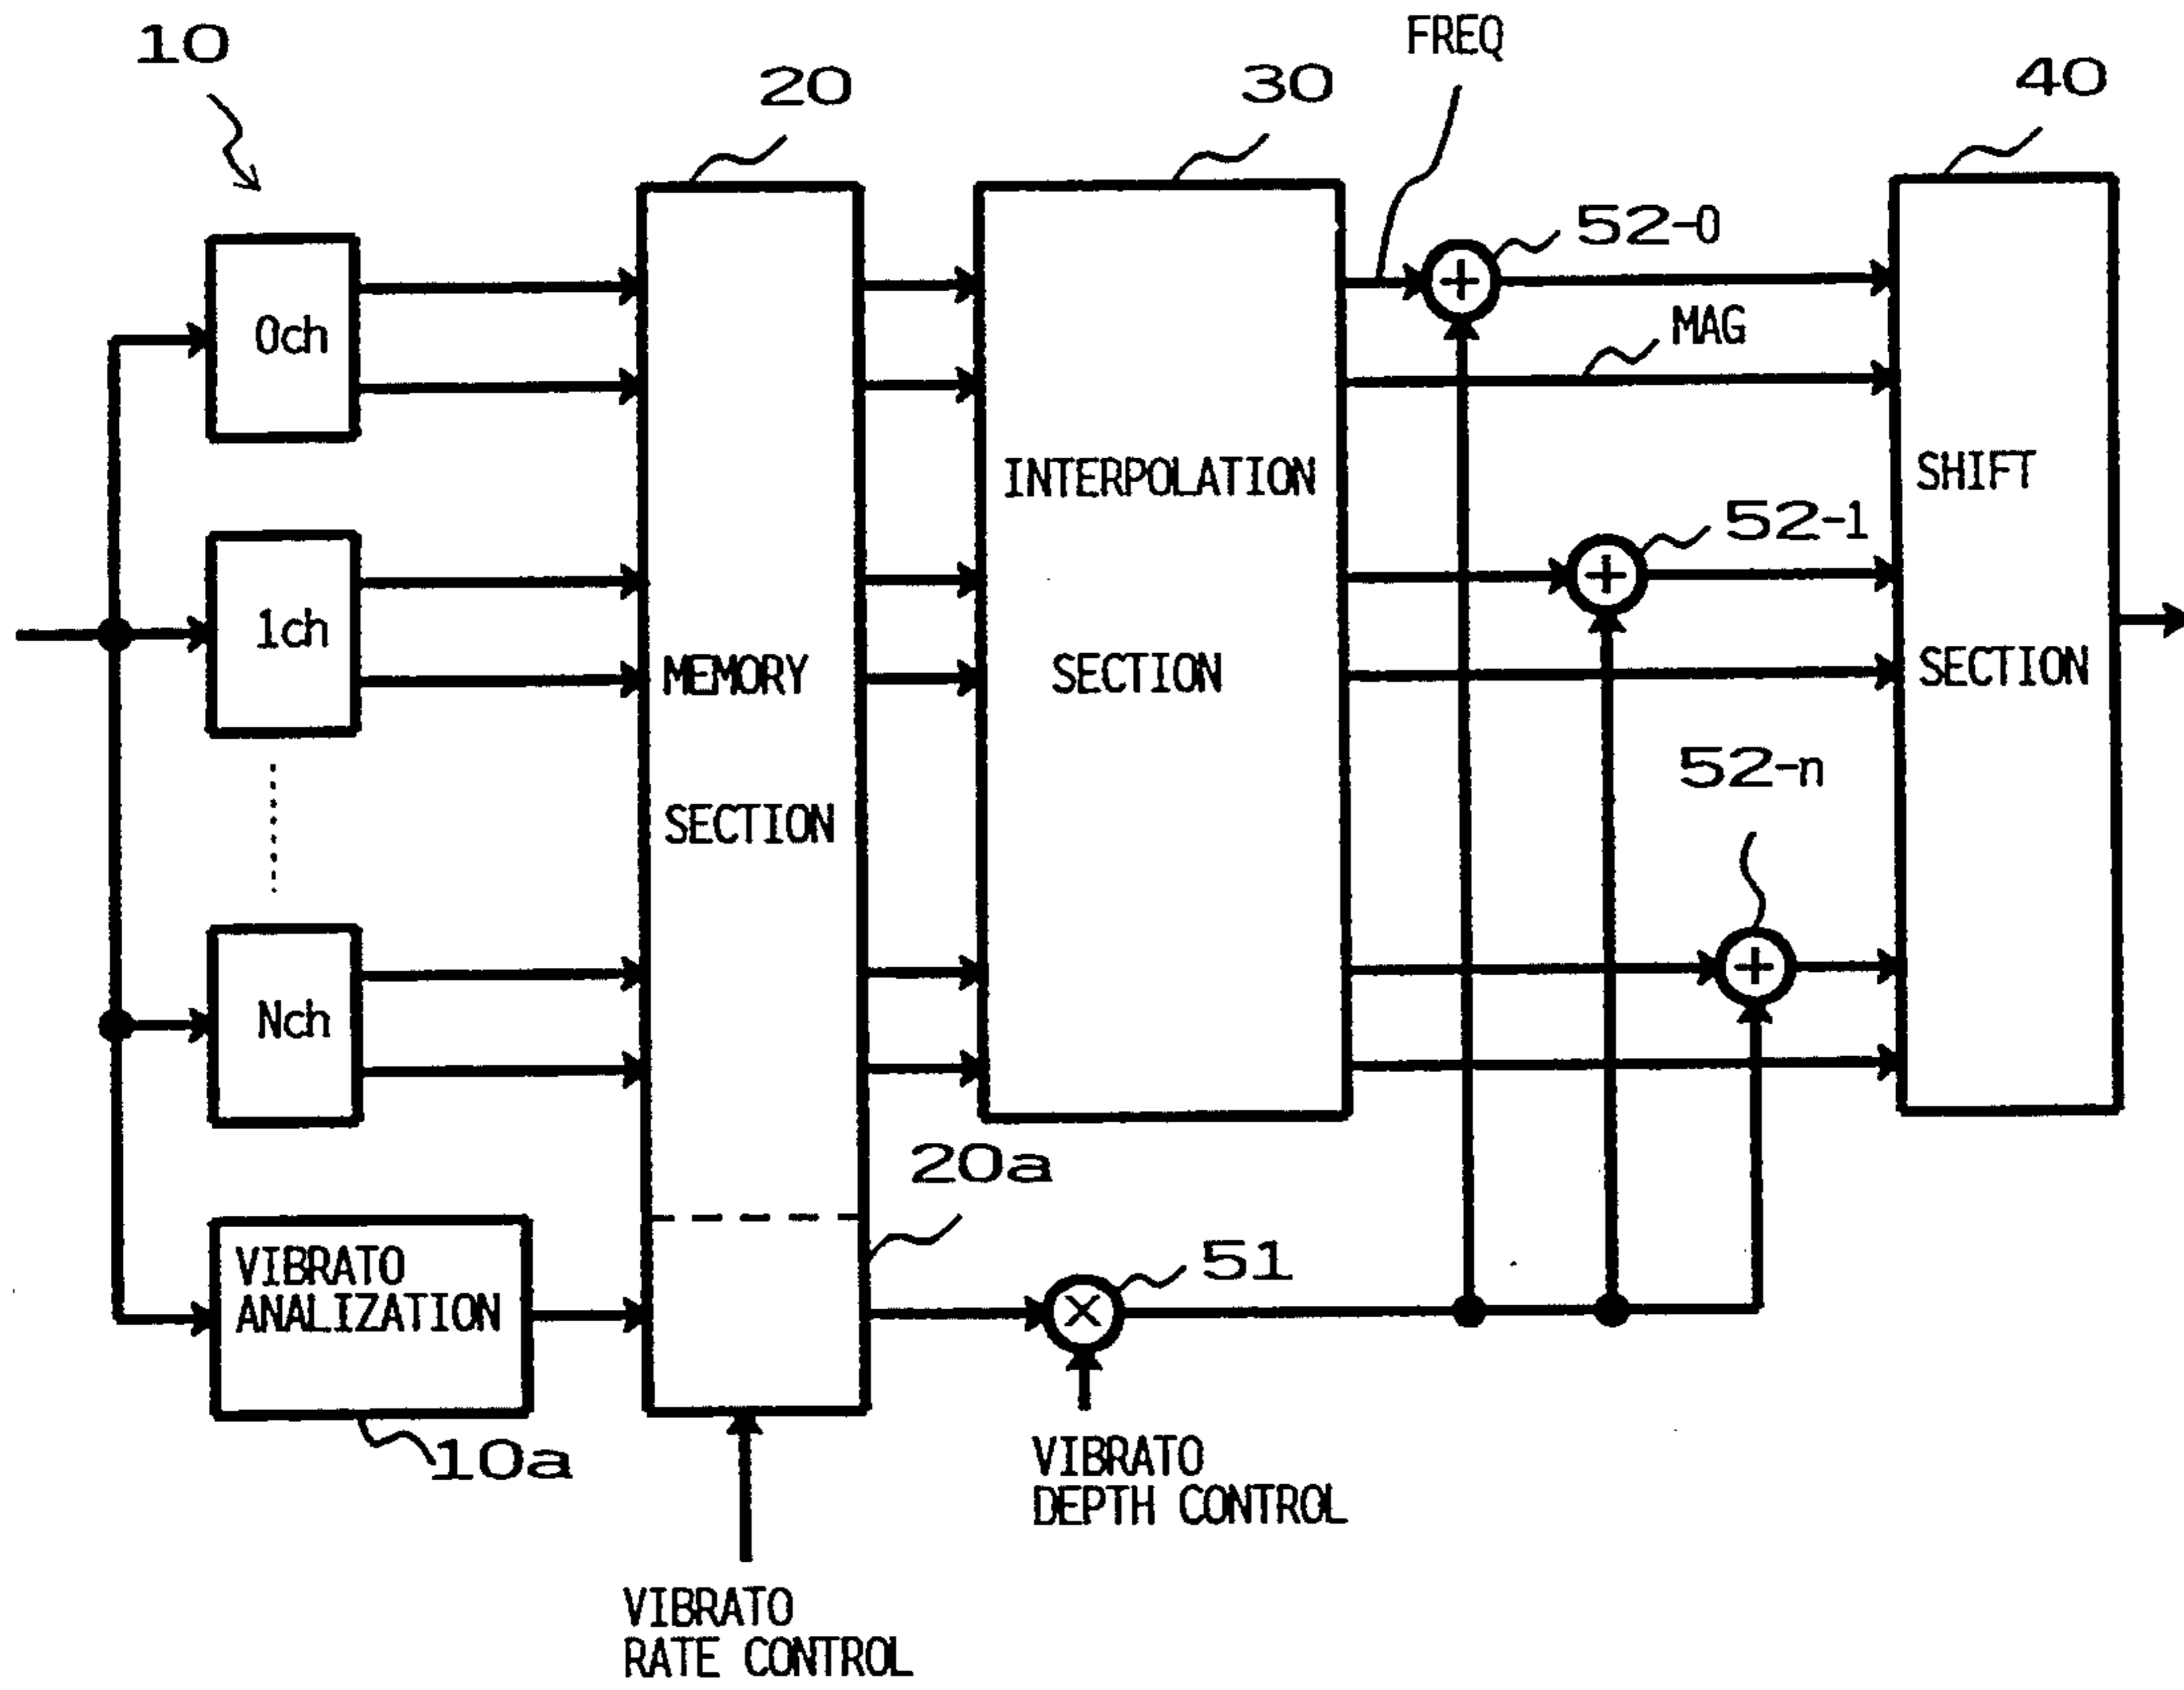 10
20
30
FREQ
40
52-0
0ch
MAG
INTERPOLATION
SHIFT
52-1
1ch
MEMORY
SECTION
SECTION
52-n
SECTION
Nch
20a
VIBRATO
ANALIZATION
51
10a
VIBRATO
DEPTH CONTROL
VIBRATO
RATE CONTROL